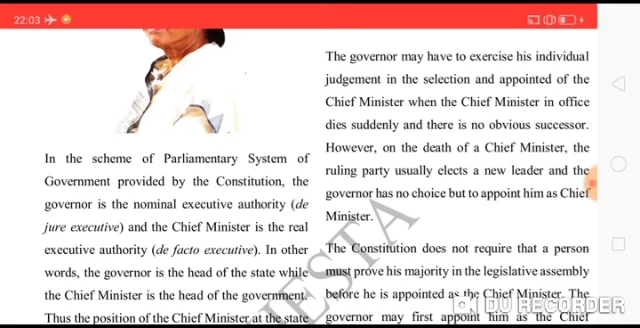 22:03
In the scheme of Parliamentary System of
Government provided by the Constitution, the
governor is the nominal executive authority (de
jure executive) and the Chief Minister is the real
executive authority (de facto executive). In other
words, the governor is the head of the state while
the Chief Minister is the head of the government.
Thus the position of the Chief Minister at the state
The governor may have to exercise his individual
judgement in the selection and appointed of the
Chief Minister when the Chief Minister in office
dies suddenly and there is no obvious successor.
However, on the death of a Chief Minister, the
ruling party usually elects a new leader and the
governor has no choice but to appoint him as Chief
Minister.
The Constitution does not require that a person
must prove his majority in the legislative assembly
before he is appointed as the Chief Minister. The
governor may first appoint him as the Chief
IESTA
DU RECORDER